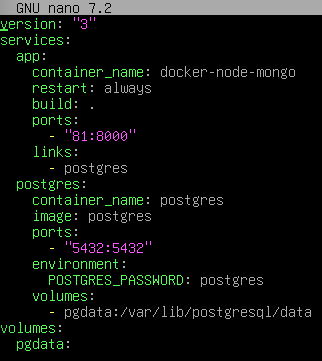 GNU nano 7.2
version: "3"
services:
  app:
    container_name: docker-node-mongo
    restart: always
    build: .
    ports:
      - "81:8000"
    links:
      - postgres
  postgres:
    container_name: postgres
    image: postgres
    ports:
      - "5432:5432"
    environment:
      POSTGRES_PASSWORD: postgres
    volumes:
      - pgdata:/var/lib/postgresql/data
volumes:
  pgdata: